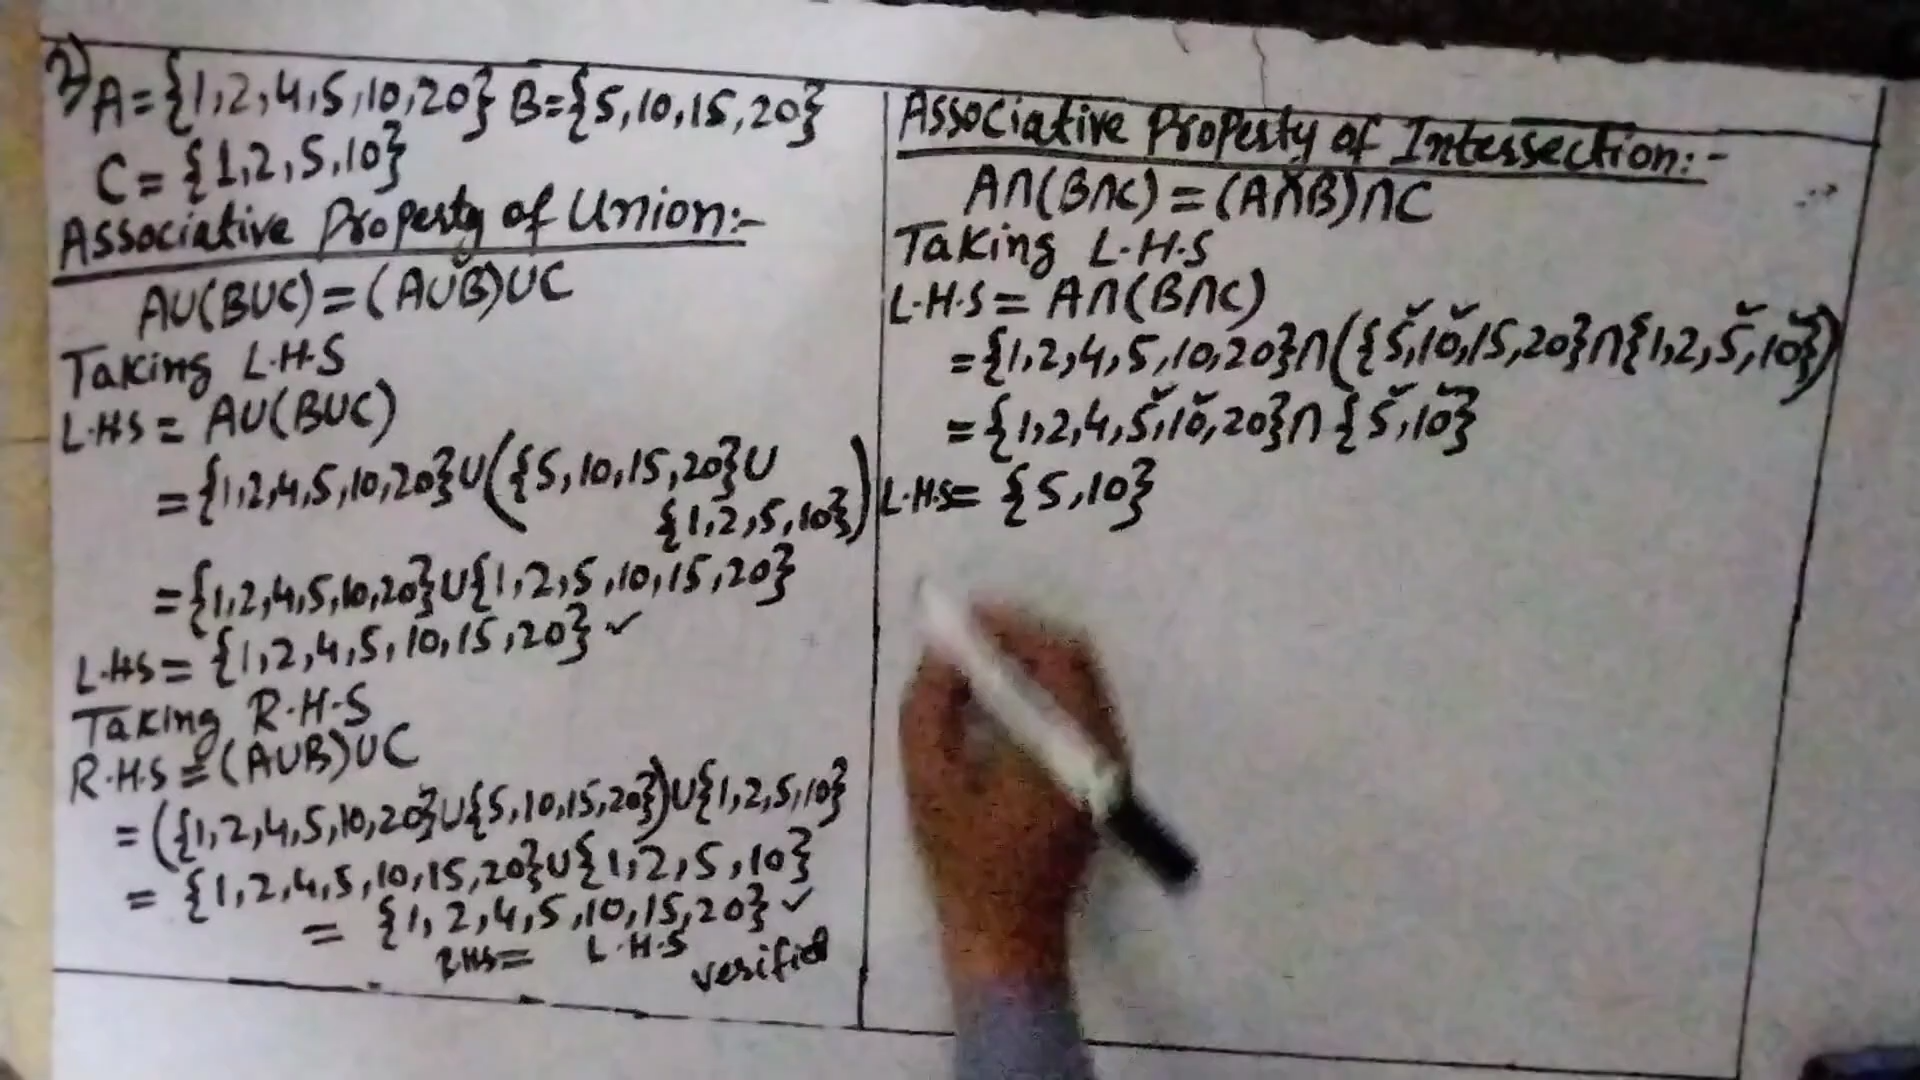 2) A = {1,2,4,5,10,20} B={5,10,15,20}
C = {1,2,5,10}
Associative Property of Union:-
AU(BUC) = (AUB)UC
Taking L.H.S
L.H.S = AU(BUC)
= {1,2,4,5,10,20}U({5,10,15,20}U
{1,2,5,10})
= {1,2,4,5,10,20}U{1,2,5,10,15,20}
L.H.S = {1,2,4,5,10,15,20} ✓
Taking R.H.S
R.H.S = (AUB)UC
= ({1,2,4,5,10,20}U{5,10,15,20})U{1,2,5,10}
= {1,2,4,5,10,15,20}U{1,2,5,10}
= {1,2,4,5,10,15,20} ✓
RHS = L.H.S verified
Associative Property of Intersection:-
A∩(B∩C) = (A∩B)∩C
Taking L.H.S
L.H.S = A∩(B∩C)
= {1,2,4,5,10,20}∩({5,10,15,20}∩{1,2,5,10})
= {1,2,4,5,10,20}∩{5,10}
L.H.S = {5,10}